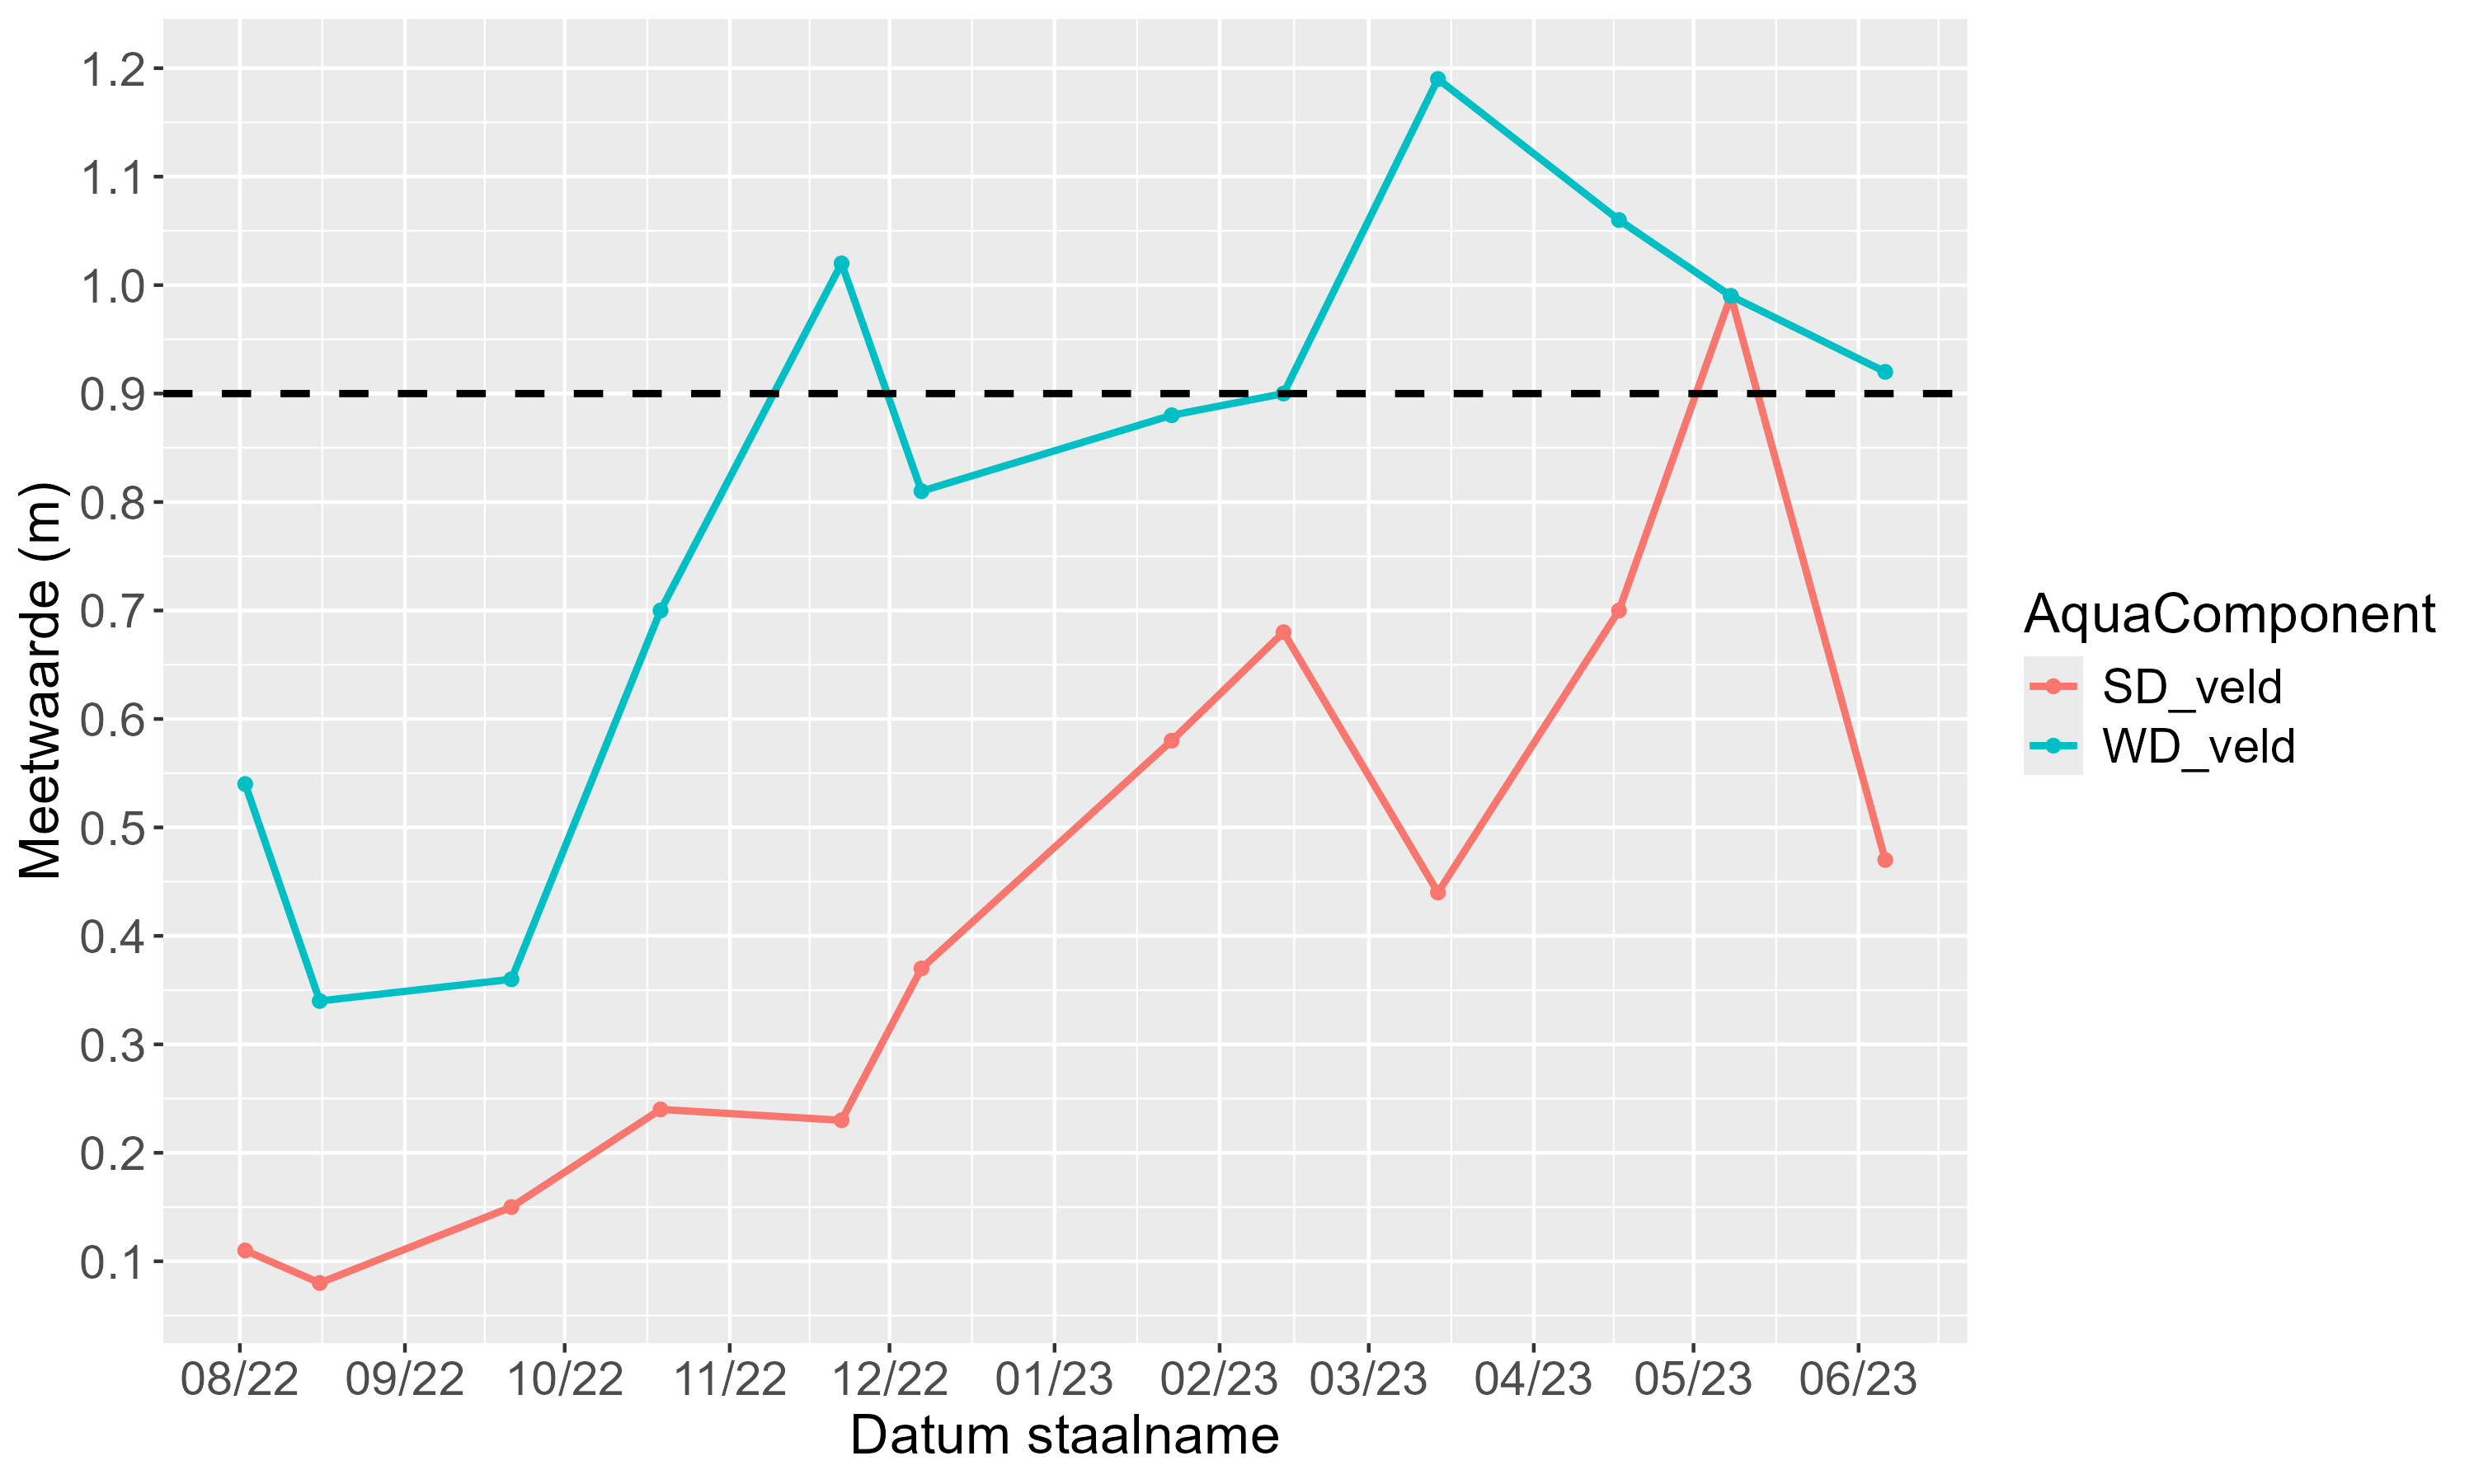 Meetwaarde (m)
1.2
1.1
1.0
0.9
0.8
0.7
0.6
0.5
0.4
0.3
0.2
0.1
08/22 09/22 10/22 11/22 12/22 01/23 02/23 03/23 04/23 05/23 06/23
Datum staalname
AquaComponent
SD_veld
WD_veld